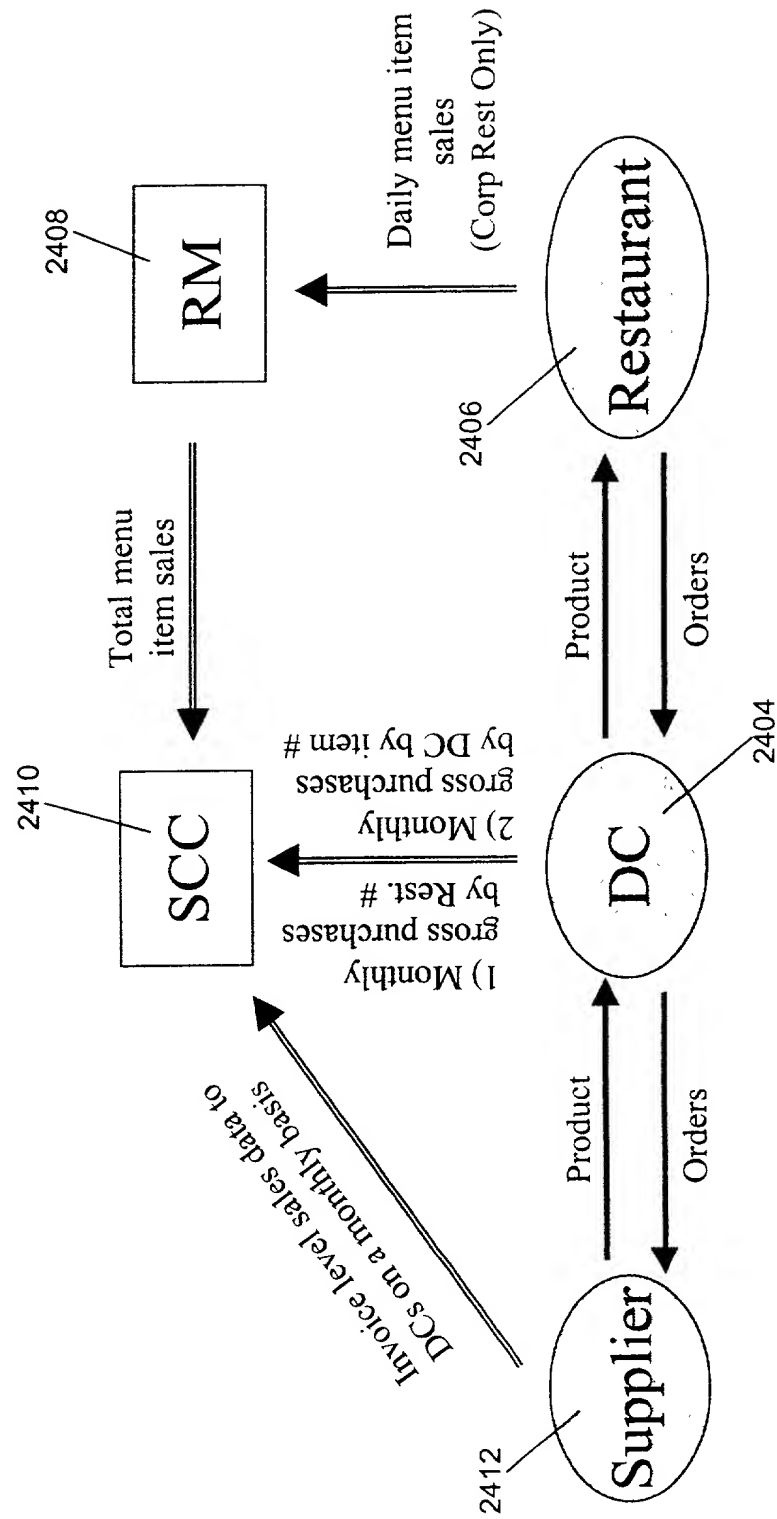 2408
RM
Daily menu item
sales
(Corp Rest Only)
2406
Restaurant
Total menu
item sales
Product
Orders
2410
SCC
2) Monthly
gross purchases
by DC by item #
1) Monthly
gross purchases
by Rest. #
DC
2404
Invoice level sales data to
DCs on a monthly basis
Product
Orders
2412
Supplier